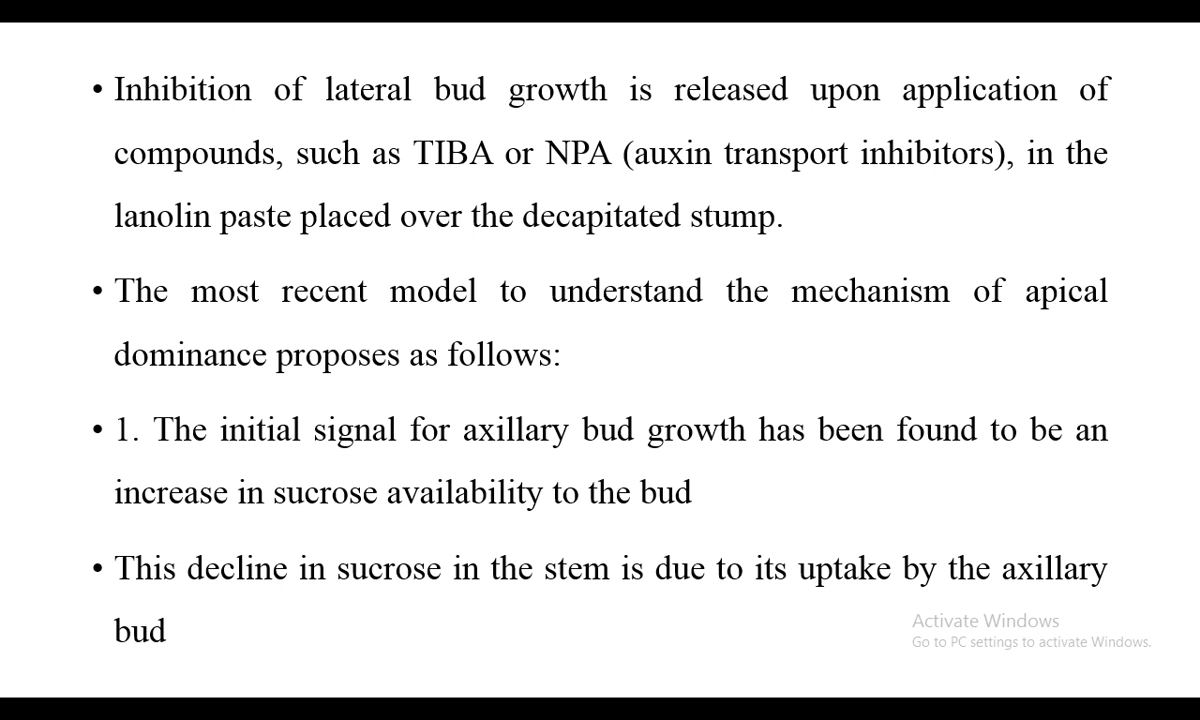 • Inhibition of lateral bud growth is released upon application of
compounds, such as TIBA or NPA (auxin transport inhibitors), in the
lanolin paste placed over the decapitated stump.
• The most recent model to understand the mechanism of apical
dominance proposes as follows:
• 1. The initial signal for axillary bud growth has been found to be an
increase in sucrose availability to the bud
• This decline in sucrose in the stem is due to its uptake by the axillary
bud
Activate Windows
Go to PC settings to activate Windows.